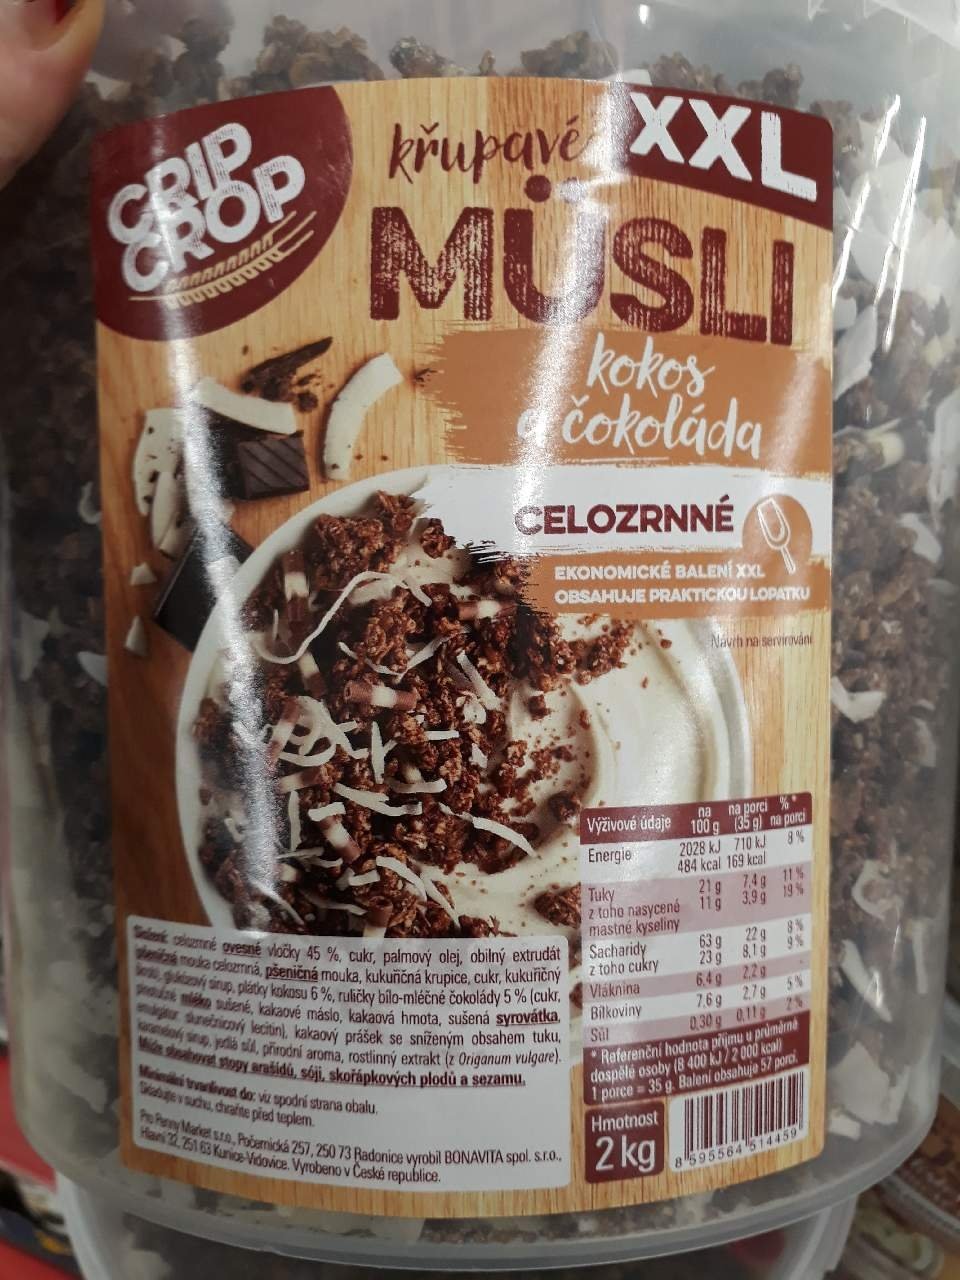 CRIP
CROP
křupavé
XXL
MÜSLI
kokos
a čokoláda
CELOZRNNÉ
EKONOMICKÉ BALENÍ XXL
OBSAHUJE PRAKTICKOU LOPATKU
Návrh na servírování
Výživové údaje na 100 g na porci (35 g) %* na porci
Energie 2028 kJ 710 kJ 8 %
484 kcal 169 kcal
Tuky 21 g 7,4 g 11 %
z toho nasycené mastné kyseliny 11 g 3,9 g 19 %
Sacharidy 63 g 22 g 8 %
z toho cukry 23 g 8,1 g 9 %
Vláknina 6,4 g 2,2 g -
Bílkoviny 7,6 g 2,7 g 5 %
Sůl 0,30 g 0,11 g 2 %
* Referenční hodnota příjmu u průměrné
dospělé osoby (8 400 kJ / 2 000 kcal)
1 porce = 35 g. Balení obsahuje 57 porcí.
Hmotnost
2 kg
8 595564 514459
Složení: celozrnné ovesné vločky 45 %, cukr, palmový olej, obilný extrudát
pšeničná mouka celozrnná, pšeničná mouka, kukuřičná krupice, cukr, kukuřičný
škrob, glukózový sirup, plátky kokosu 6 %, ruličky bílo-mléčné čokolády 5 % (cukr,
mléko sušené, kakaové máslo, kakaová hmota, sušená syrovátka,
emulgátor slunečnicový lecitin), kakaový prášek se sníženým obsahem tuku,
karamelový sirup, jedlá sůl, přírodní aroma, rostlinný extrakt (z Origanum vulgare).
Může obsahovat stopy arašídů, sóji, skořápkových plodů a sezamu.
Minimální trvanlivost do: viz spodní strana obalu.
Skladujte v suchu, chraňte před teplem.
Pro Penny Market s.r.o., Počernická 257, 250 73 Radonice vyrobil BONAVITA spol. s.r.o.,
Hlavní 32, 251 63 Kunice-Vidovice. Vyrobeno v České republice.